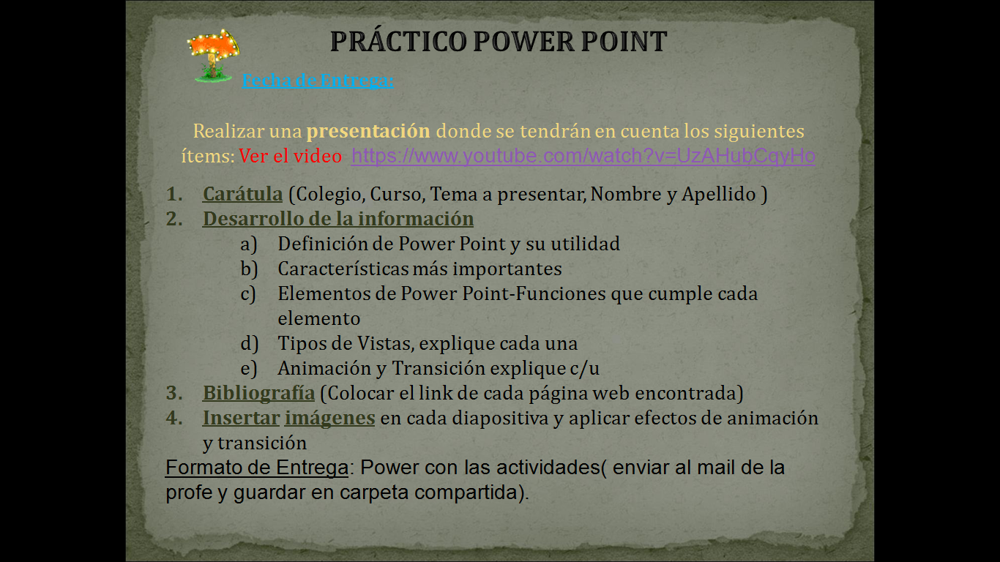 PRÁCTICO POWER POINT
Fecha de Entrega:
Realizar una presentación donde se tendrán en cuenta los siguientes
ítems: Ver el video https://www.youtube.com/watch?v=UzAHubCqyHo
1. Carátula (Colegio, Curso, Tema a presentar, Nombre y Apellido )
2. Desarrollo de la información
a) Definición de Power Point y su utilidad
b) Características más importantes
c) Elementos de Power Point-Funciones que cumple cada
elemento
d) Tipos de Vistas, explique cada una
e) Animación y Transición explique c/u
3. Bibliografía (Colocar el link de cada página web encontrada)
4. Insertar imágenes en cada diapositiva y aplicar efectos de animación
y transición
Formato de Entrega: Power con las actividades( enviar al mail de la
profe y guardar en carpeta compartida).